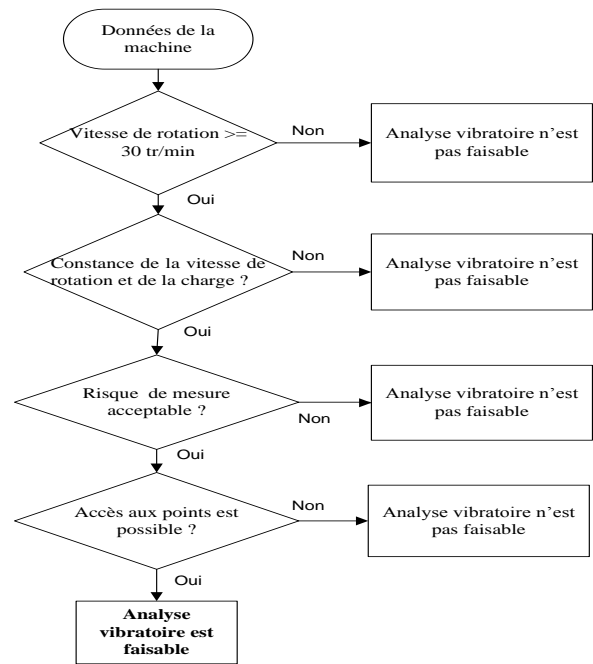 Données de la
machine
Vitesse de rotation >=
30 tr/min
Non
Analyse vibratoire n'est
pas faisable
Oui
Constance de la vitesse de
rotation et de la charge ?
Non
Analyse vibratoire n'est
pas faisable
Oui
Risque de mesure
acceptable ?
Non
Analyse vibratoire n'est
pas faisable
Oui
Accès aux points est
possible ?
Non
Analyse vibratoire n'est
pas faisable
Oui
Analyse
vibratoire est
faisable